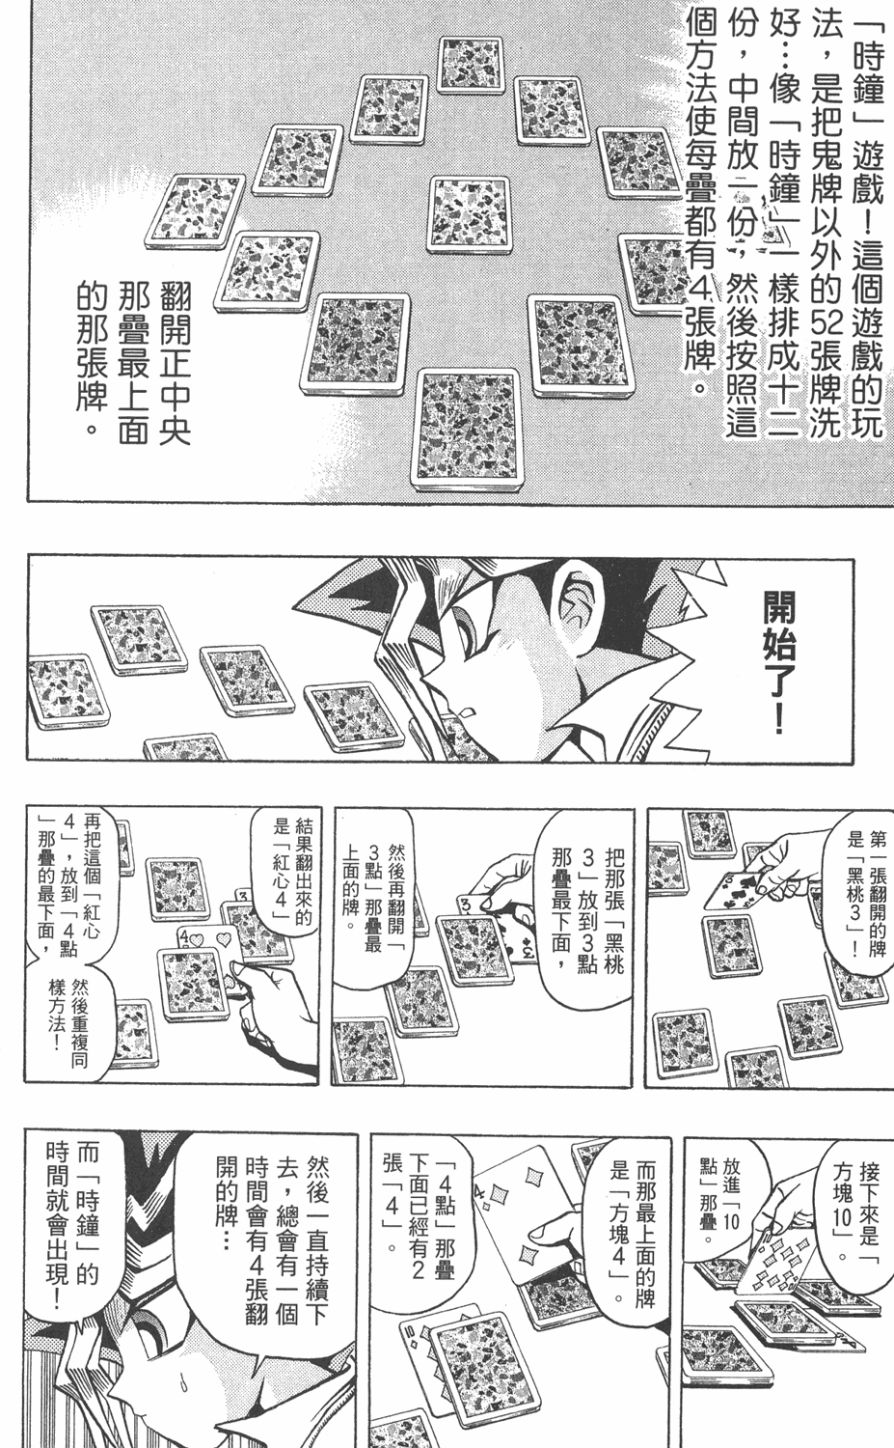 「時鐘」遊戲！這個遊戲的玩
法，是把鬼牌以外的52張牌洗
好…像「時鐘」一樣排成十二
份，中間放一份，然後按照這
個方法使每疊都有4張牌。
翻開正中央
那疊最上面
的那張牌。
開始了！
第一張翻開的牌
是「黑桃3」！
把那張「黑桃
3」放到3點
那疊最下面，
然後再翻開「
3點」那疊最
上面的牌。
結果翻出來的
是「紅心4」
再把這個「紅心
4」，放到「4點
」那疊的最下面，
然後重複同
樣方法！
接下來是「
方塊10」。
放進「10
點」那疊。
而那最上面的牌
是「方塊4」。
「4點」那疊
下面已經有2
張「4」。
然後一直持續下
去，總會有一個
時間會有4張翻
開的牌…
而「時鐘」的
時間就會出現！